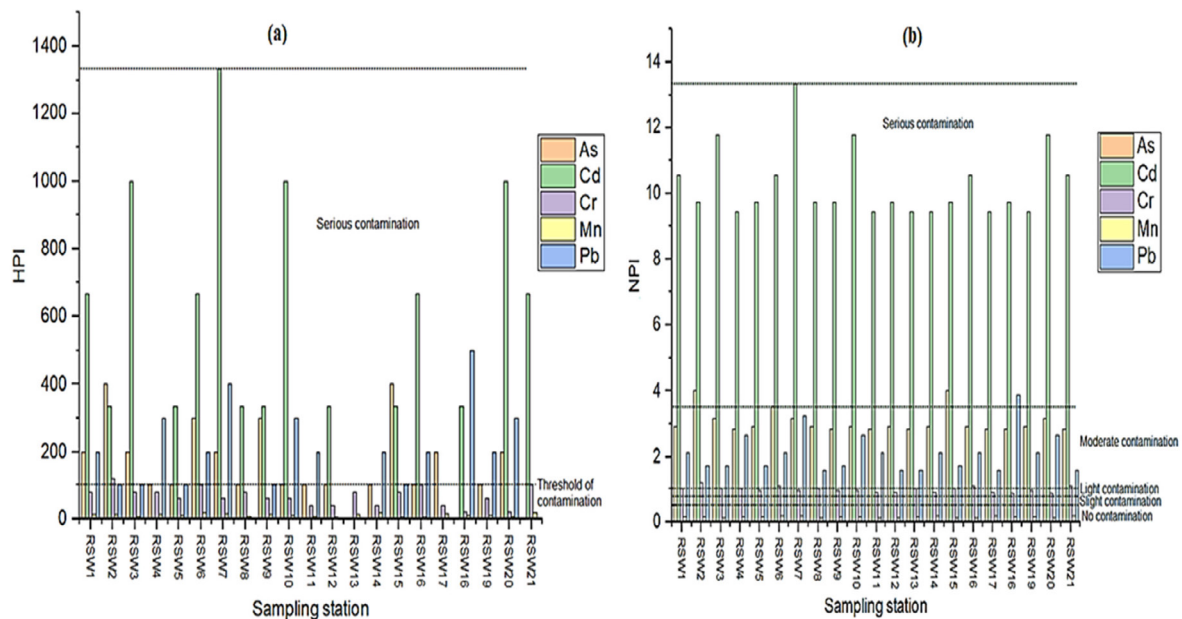 (a)
HPI
1400
1200
1000
800
600
400
200
0
As
Cd
Cr
Mn
Pb
Serious contamination
Threshold of
contamination
RSW1
RSW2
RSW3
RSW4
RSW5
RSW6
RSW7
RSW8
RSW9
RSW10
RSW11
RSW12
RSW13
RSW14
RSW15
RSW16
RSW17
RSW16
RSW19
RSW20
RSW21
Sampling station
(b)
NPI
14
12
10
8
6
4
2
0
Serious contamination
As
Cd
Cr
Mn
Pb
Moderate contamination
Light contamination
Slight contamination
No contamination
RSW1
RSW2
RSW3
RSW4
RSW5
RSW6
RSW7
RSW8
RSW9
RSW10
RSW11
RSW12
RSW13
RSW14
RSW15
RSW16
RSW17
RSW16
RSW19
RSW20
RSW21
Sampling station